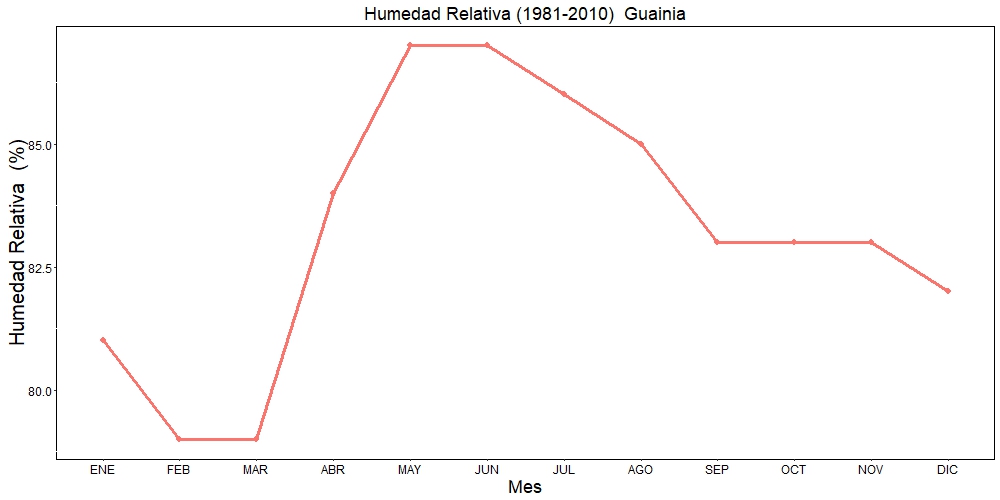 Humedad Relativa (1981-2010)  Guainia
Humedad Relativa  (%)
85.0
82.5
80.0
ENE FEB MAR ABR MAY JUN JUL AGO SEP OCT NOV DIC
Mes